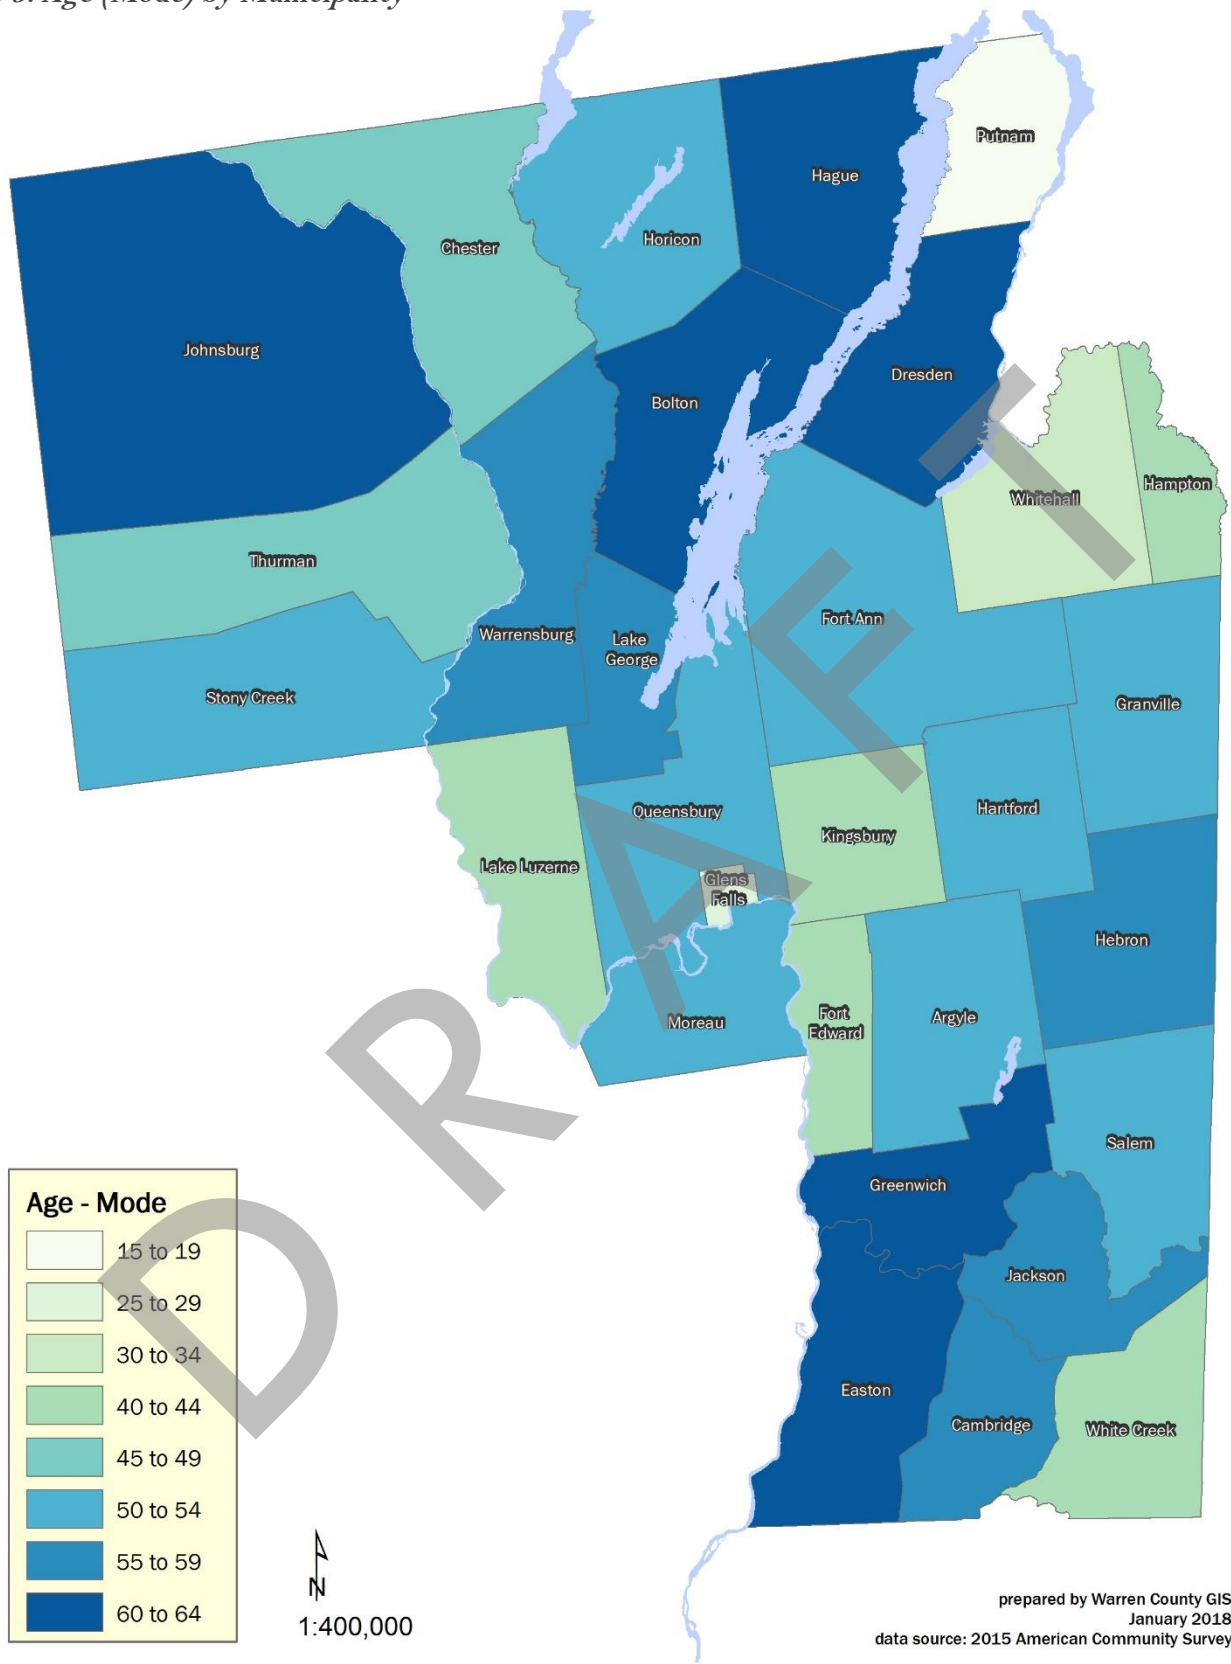 Age (Mode) by Municipality
Putnam
Hague
Horicon
Chester
Johnsburg
Dresden
Bolton
Hampton
Whitehall
Thurman
Fort Ann
Warrensburg
Lake
George
Stony Creek
Granville
Hartford
Queensbury
Kingsbury
Lake Luzerne
Glens
Falls
Hebron
Fort
Edward
Argyle
Moreau
Salem
Greenwich
Jackson
Easton
Cambridge
White Creek
DRAFT
Age - Mode
15 to 19
25 to 29
30 to 34
40 to 44
45 to 49
50 to 54
55 to 59
60 to 64
N
1:400,000
prepared by Warren County GIS
January 2018
data source: 2015 American Community Survey